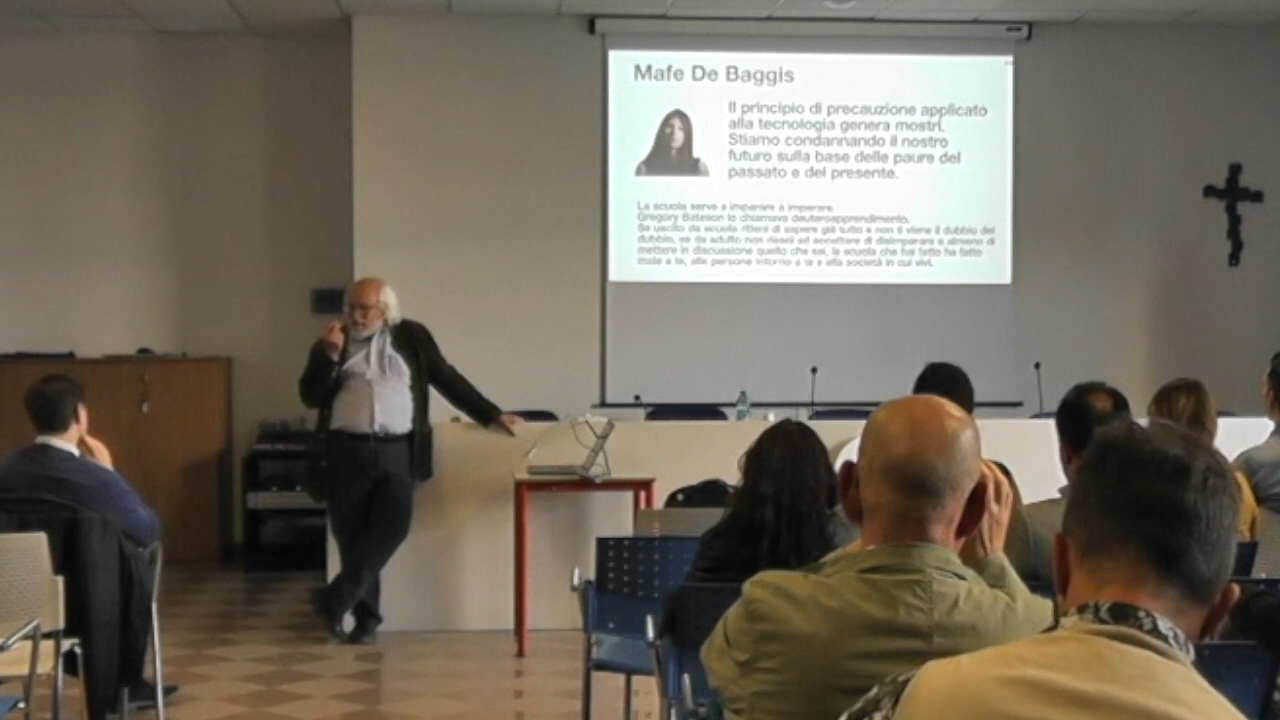 Mafe De Baggis
Il principio di precauzione applicato
alla tecnologia genera mostri.
Stiamo condannando il nostro
futuro sulla base delle paure del
passato e del presente.
La scuola serve a imparare a imparare.
Gregory Bateson lo chiamava deuteroapprendimento.
Se uscito da scuola ritieni di sapere già tutto e non ti viene il dubbio del
dubbio, se da adulto non riesci ad accettare di disimparare o almeno di
mettere in discussione quello che sai, la scuola che hai fatto ha fatto
male a te, alle persone intorno a te e alla società in cui vivi.